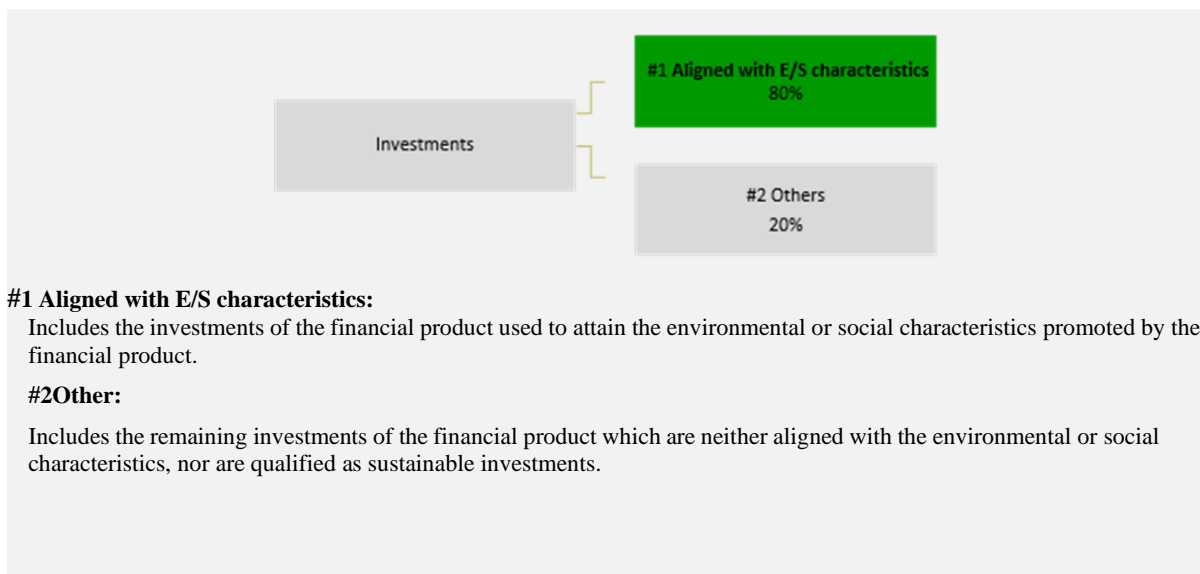 #1 Aligned with E/S characteristics
80%
Investments
#2 Others
20%
#1 Aligned with E/S characteristics:
Includes the investments of the financial product used to attain the environmental or social characteristics promoted by the
financial product.
#2Other:
Includes the remaining investments of the financial product which are neither aligned with the environmental or social
characteristics, nor are qualified as sustainable investments.